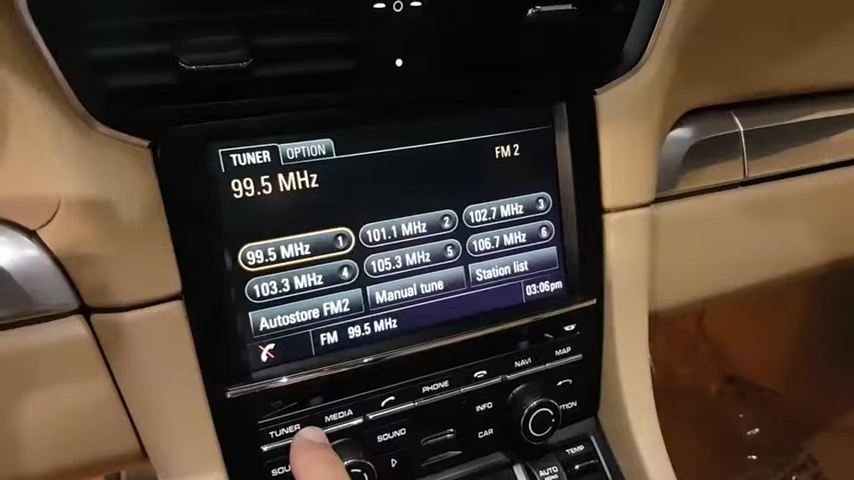 TUNER OPTION FM 2
99.5 MHz
99.5 MHz 1 101.1 MHz 2 102.7 MHz 3
103.3 MHz 4 105.3 MHz 5 106.7 MHz 6
Autostore FM2 Manual tune Station list
FM 99.5 MHz 03:06pm
TUNER MEDIA PHONE NAVI MAP
SOUND INFO OPTION
CAR
AUTO TEMP